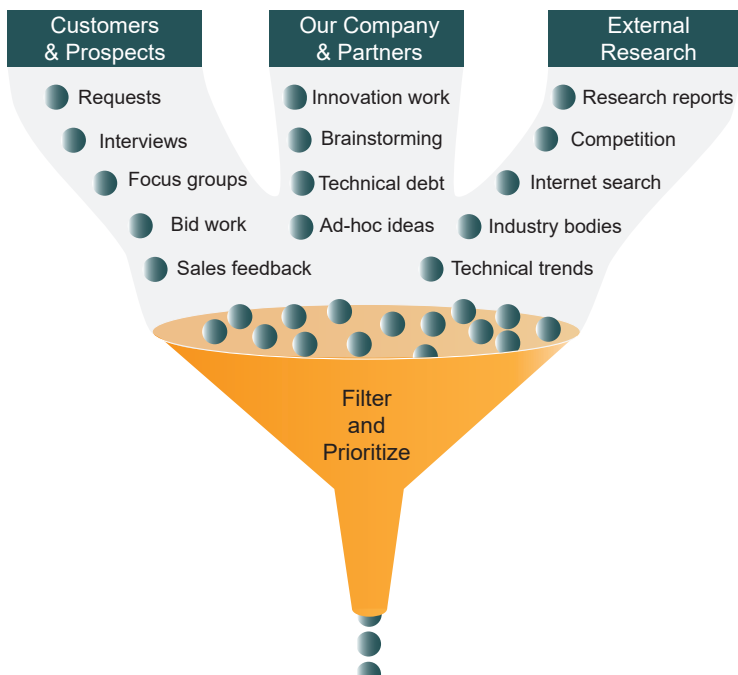 Customers
& Prospects
Our Company
& Partners
External
Research
Requests
Interviews
Focus groups
Bid work
Sales feedback
Innovation work
Brainstorming
Technical debt
Ad-hoc ideas
Research reports
Competition
Internet search
Industry bodies
Technical trends
Filter
and
Prioritize